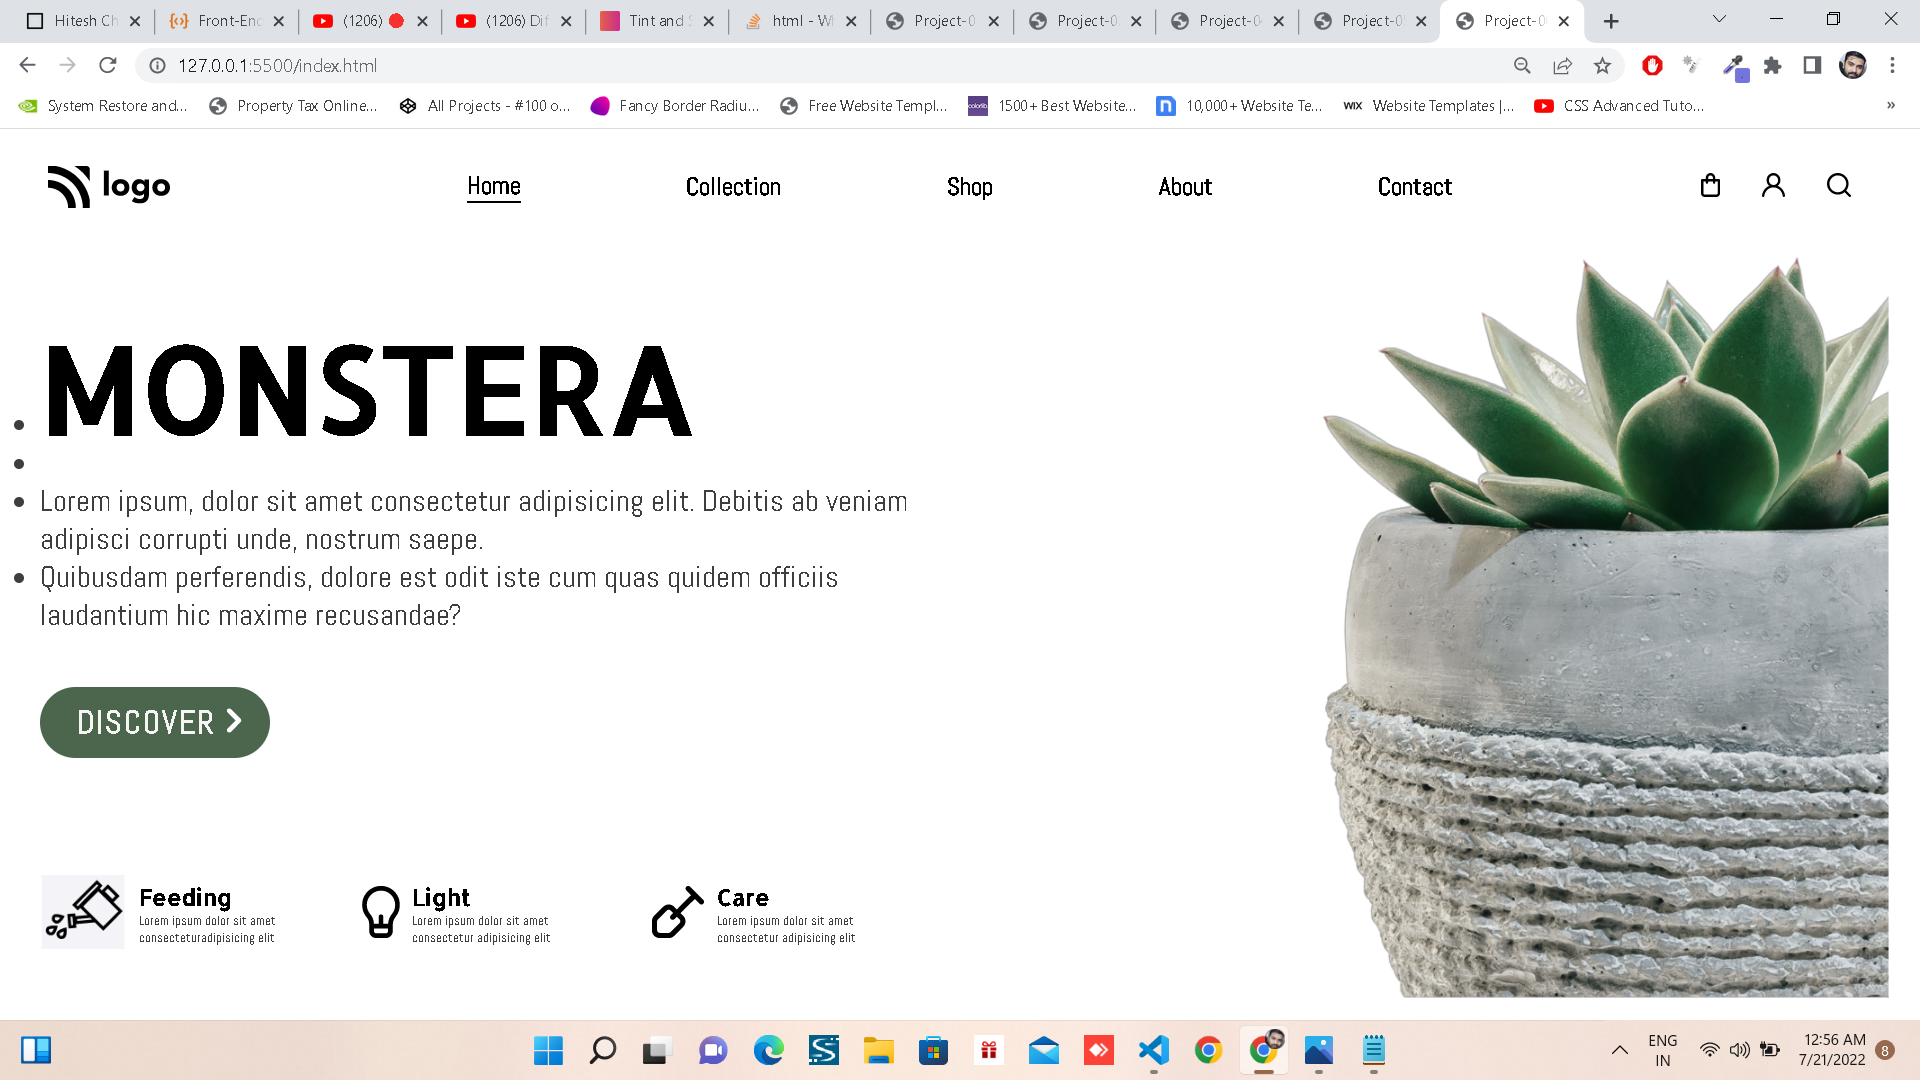 Hitesh Ch
Front-End
(1206)
(1206) Dif
Tint and S
html - Wh
Project-0
Project-0
Project-0
Project-0
Project-0
127.0.0.1:5500/index.html
System Restore and...
Property Tax Online...
All Projects - #100 o...
Fancy Border Radiu...
Free Website Templ...
1500+ Best Website...
10,000+ Website Te...
WIX Website Templates |...
CSS Advanced Tuto...
»
logo
Home
Collection
Shop
About
Contact
MONSTERA
Lorem ipsum, dolor sit amet consectetur adipisicing elit. Debitis ab veniam
adipisci corrupti unde, nostrum saepe.
Quibusdam perferendis, dolore est odit iste cum quas quidem officiis
laudantium hic maxime recusandae?
DISCOVER
Feeding
Lorem ipsum dolor sit amet
consecteturadipisicing elit
Light
Lorem ipsum dolor sit amet
consectetur adipisicing elit
Care
Lorem ipsum dolor sit amet
consectetur adipisicing elit
ENG
IN
12:56 AM
7/21/2022
8